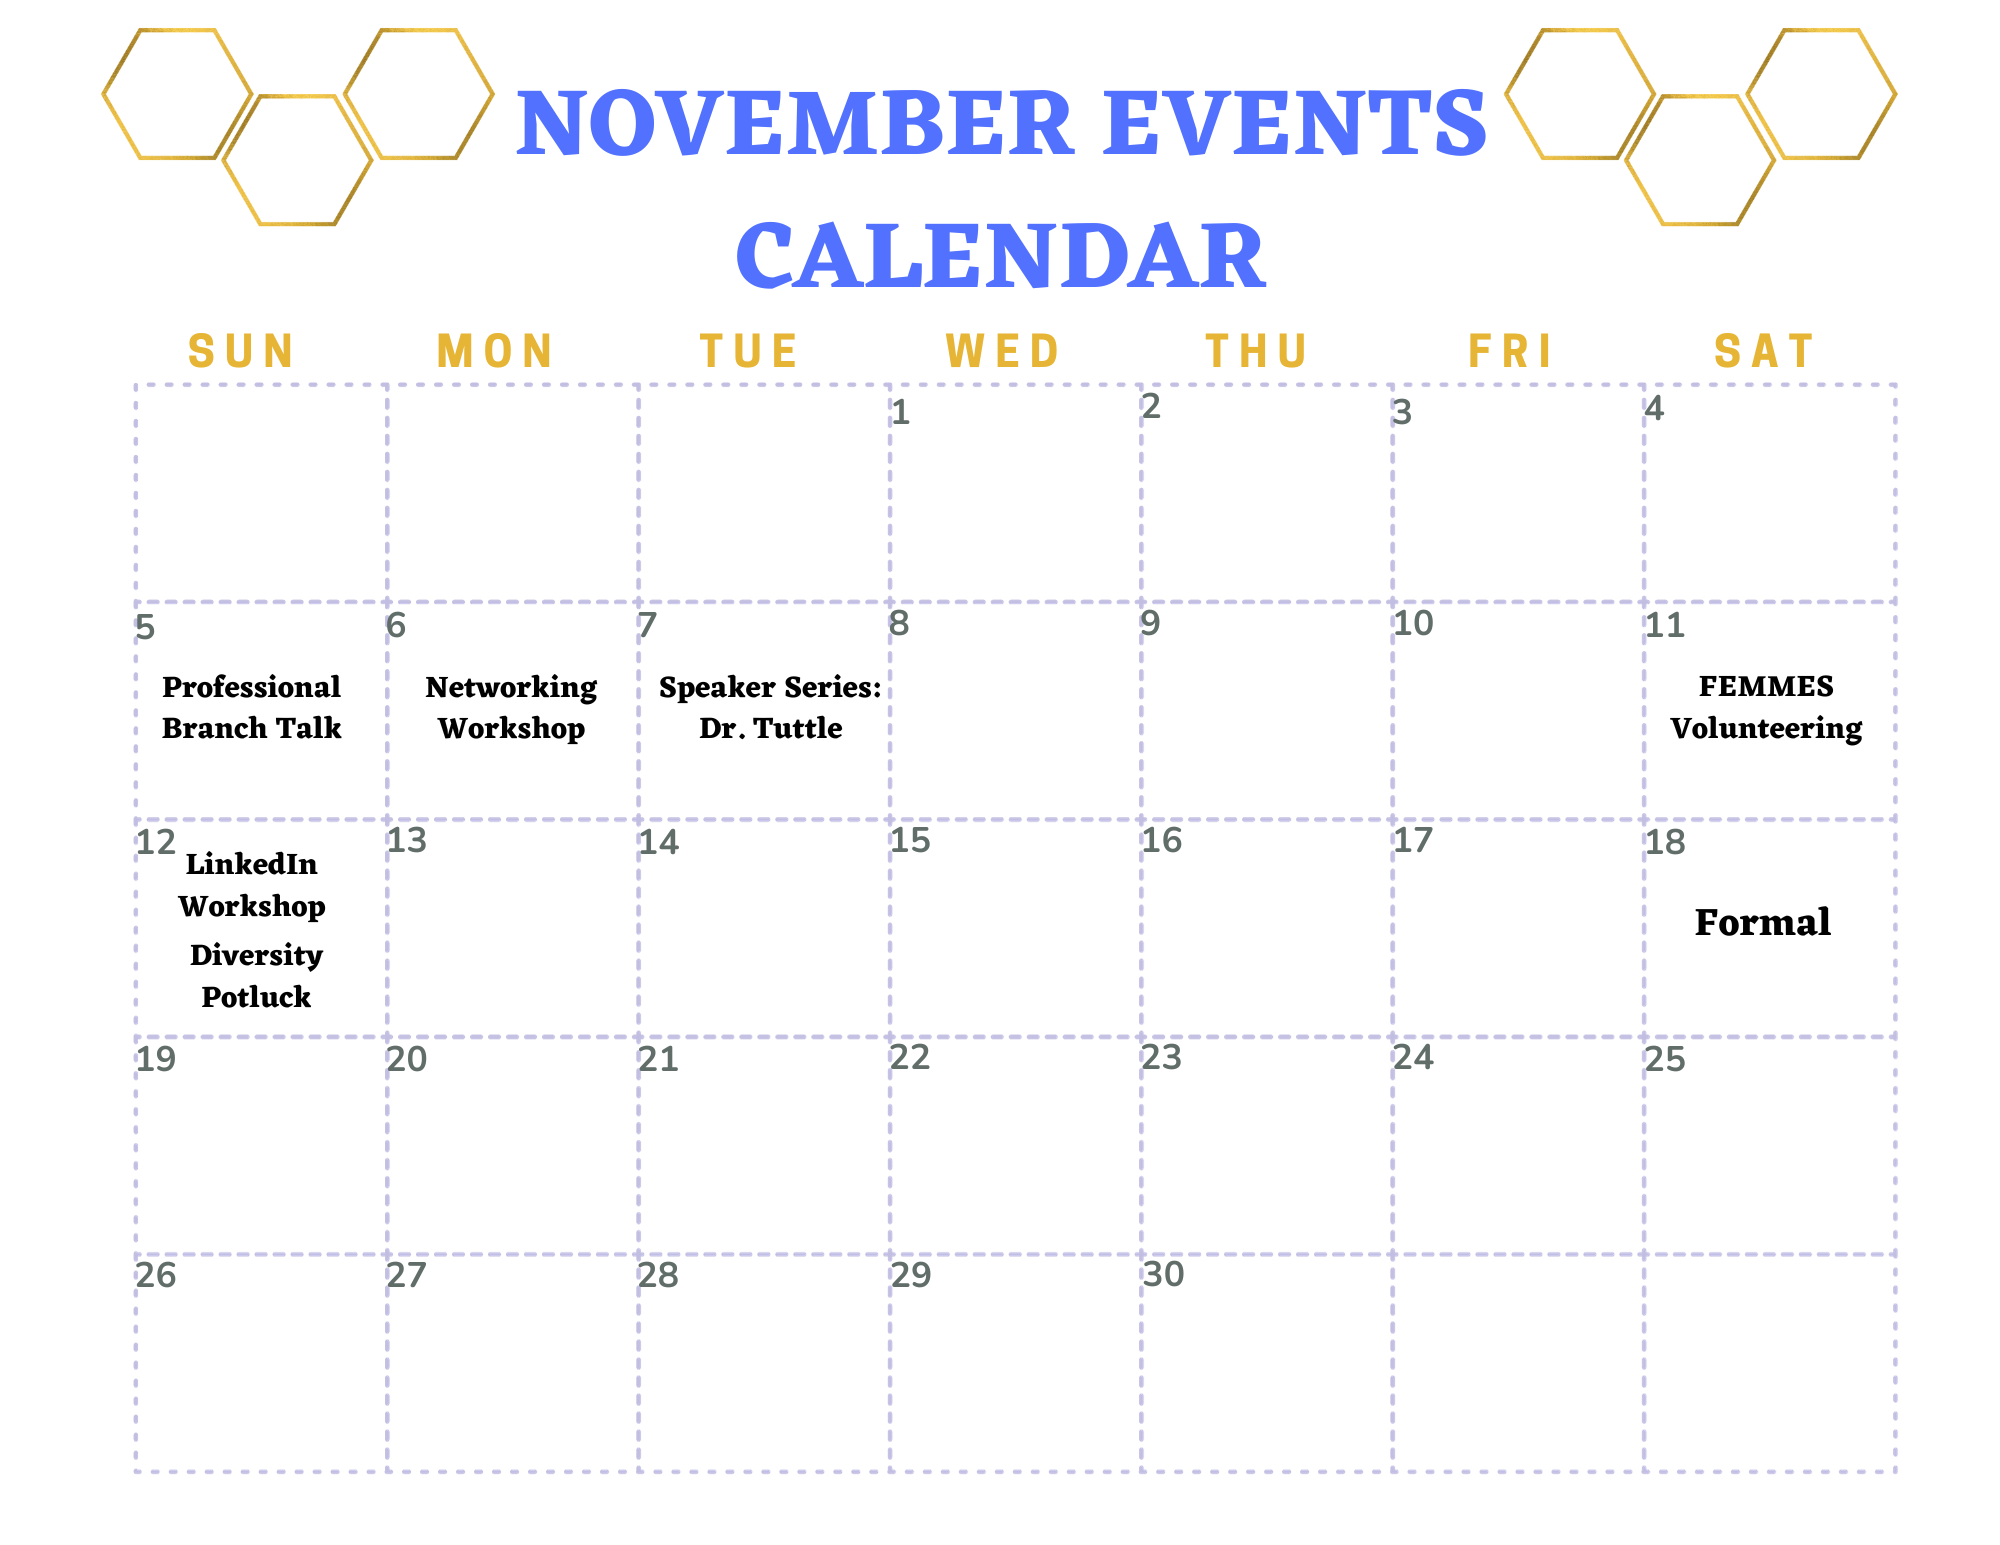 NOVEMBER EVENTS
CALENDAR
SUN MON TUE WED THU FRI SAT
1 2 3 4
5 6 7 8 9 10 11
Professional
Branch Talk
Networking
Workshop
Speaker Series:
Dr. Tuttle
FEMMES
Volunteering
12 13 14 15 16 17 18
LinkedIn
Workshop
Diversity
Potluck
Formal
19 20 21 22 23 24 25
26 27 28 29 30